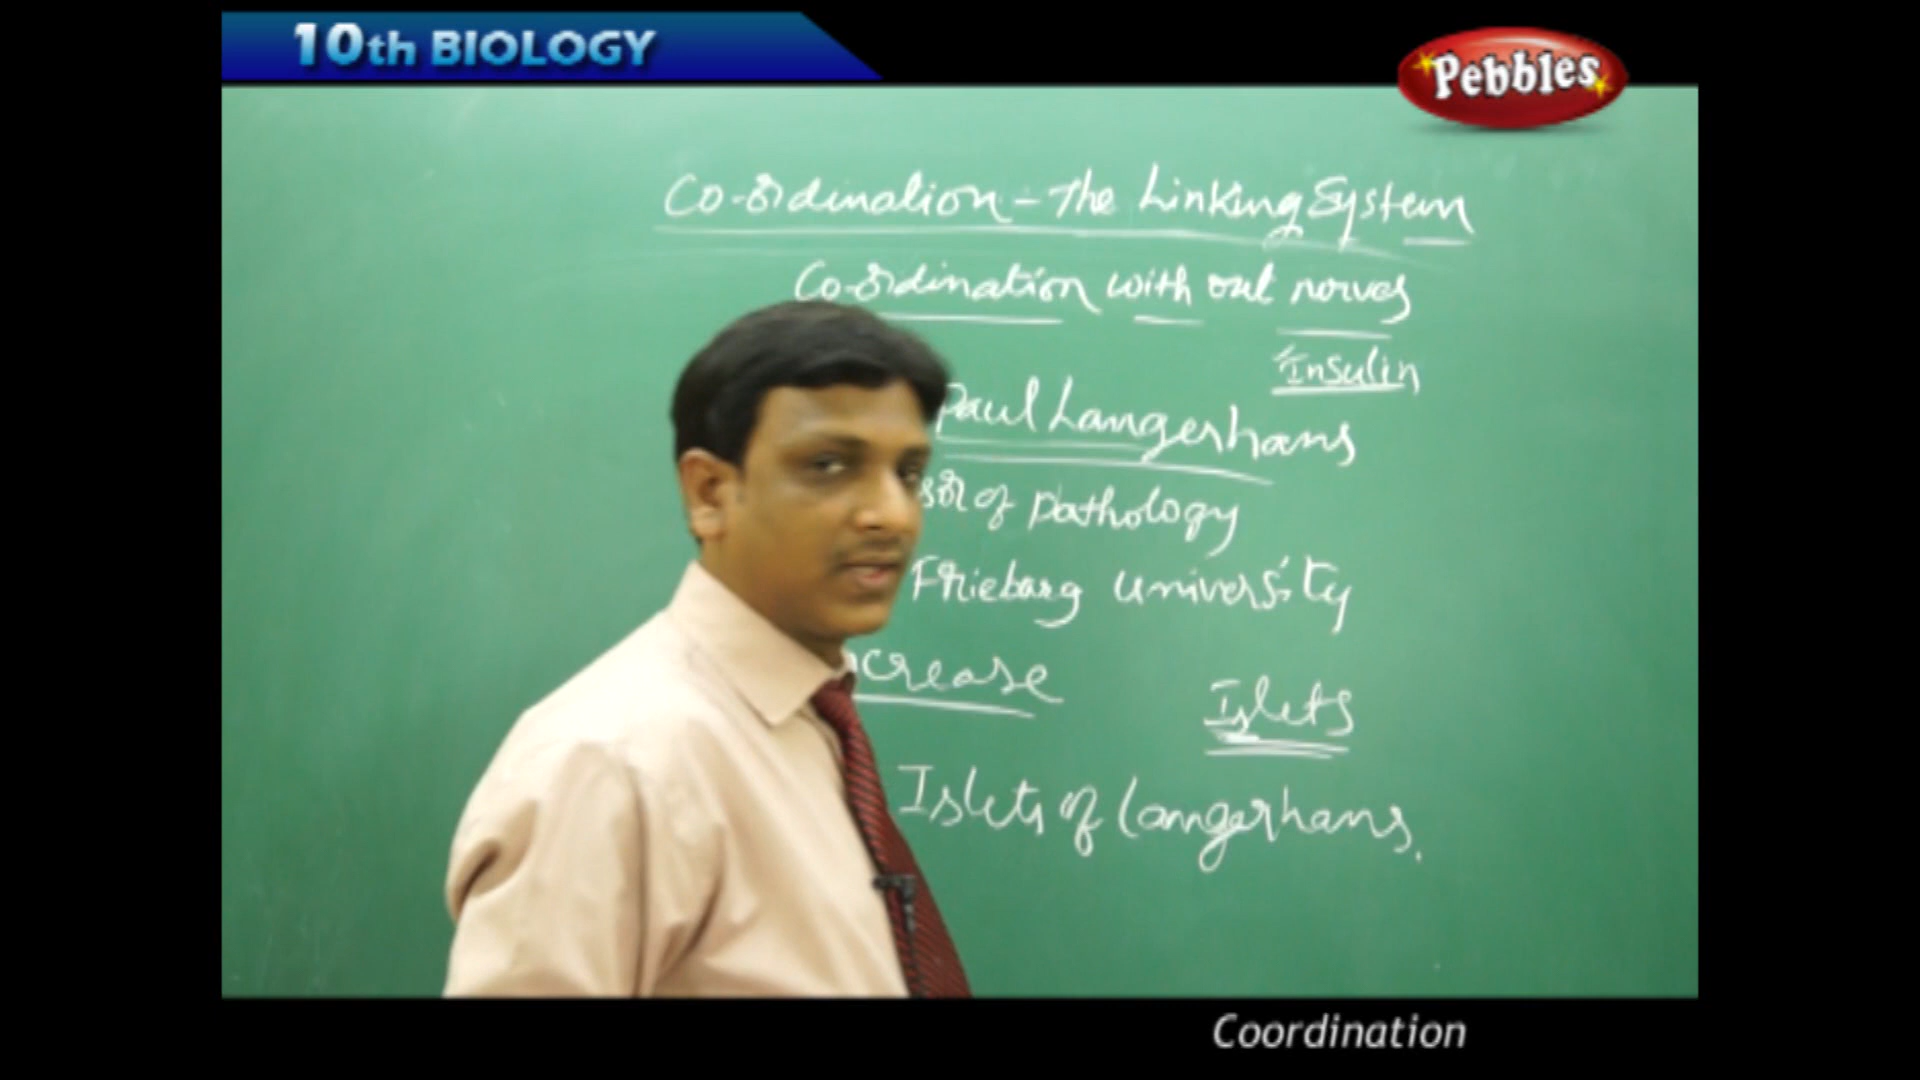 10th BIOLOGY
Pebbles
Co-ordination - The Linking System
Co-ordination with out nerves
Insulin
Paul Langerhans
of pathology
Frieburg university
crease
Islets
Islets of Langerhans.
Coordination